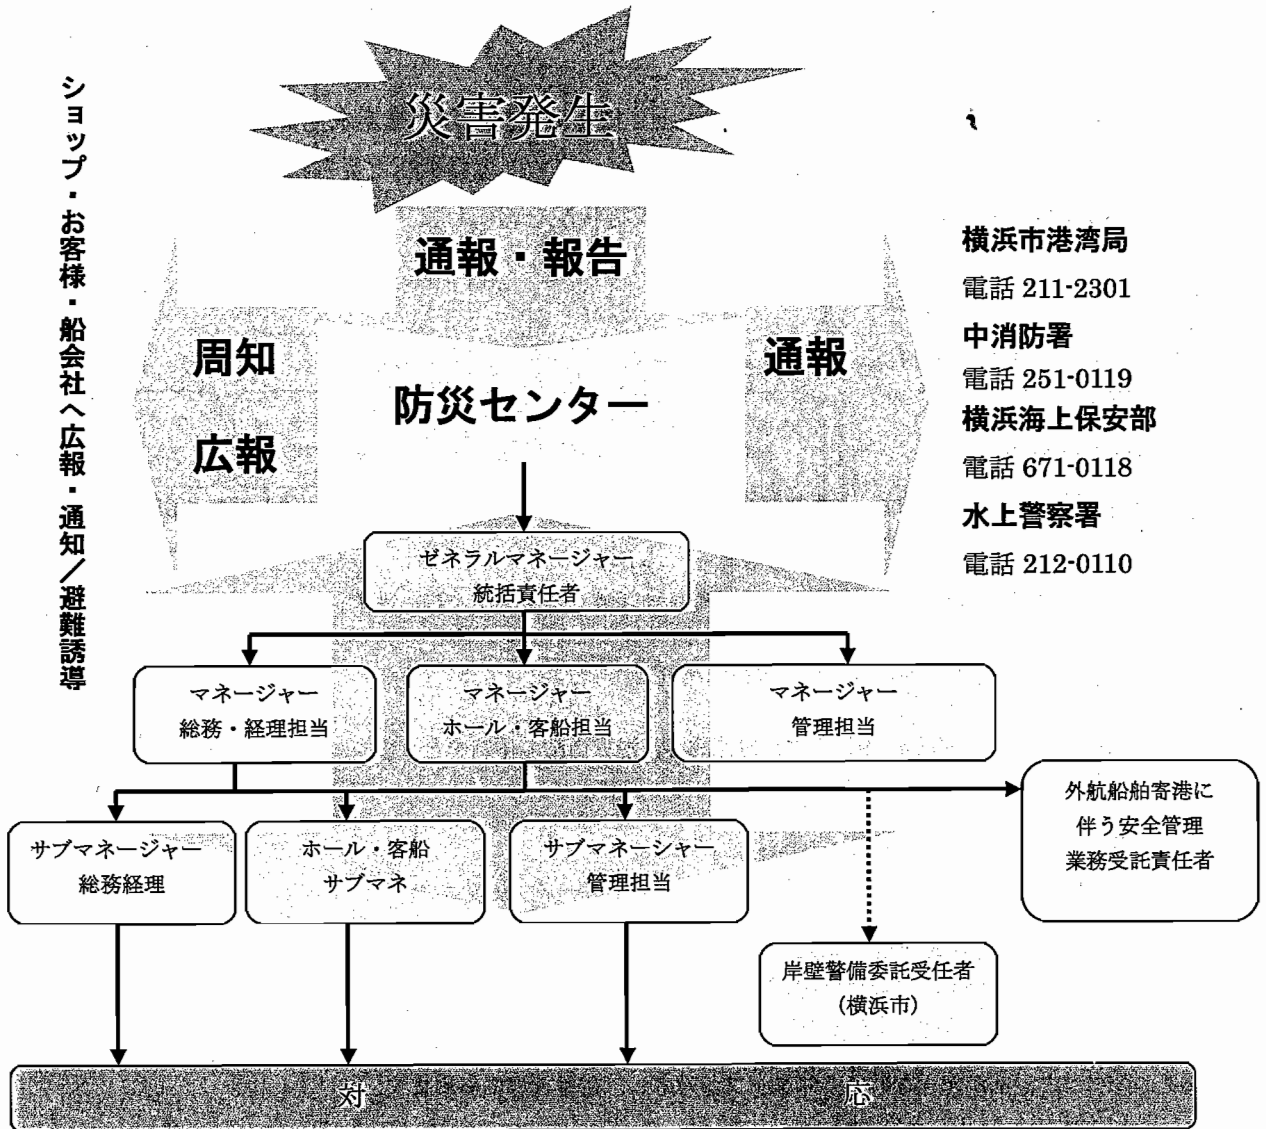 災害発生
ショップ・お客様・船会社へ広報・通知／避難誘導
通報・報告
周知
広報
防災センター
通報
横浜市港湾局
電話 211-2301
中消防署
電話 251-0119
横浜海上保安部
電話 671-0118
水上警察署
電話 212-0110
ゼネラルマネージャー
統括責任者
マネージャー
総務・経理担当
マネージャー
ホール・客船担当
マネージャー
管理担当
サブマネージャー
総務経理
ホール・客船
サブマネ
サブマネーシャー
管理担当
外航船舶寄港に
伴う安全管理
業務受託責任者
岸壁警備委託受任者
(横浜市)
対 応